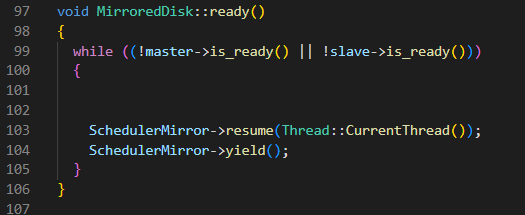 97 void MirroredDisk::ready()
98 {
99 while ((!master->is_ready() || !slave->is_ready()))
100 {
101
102
103 SchedulerMirror->resume(Thread::CurrentThread());
104 SchedulerMirror->yield();
105 }
106 }
107